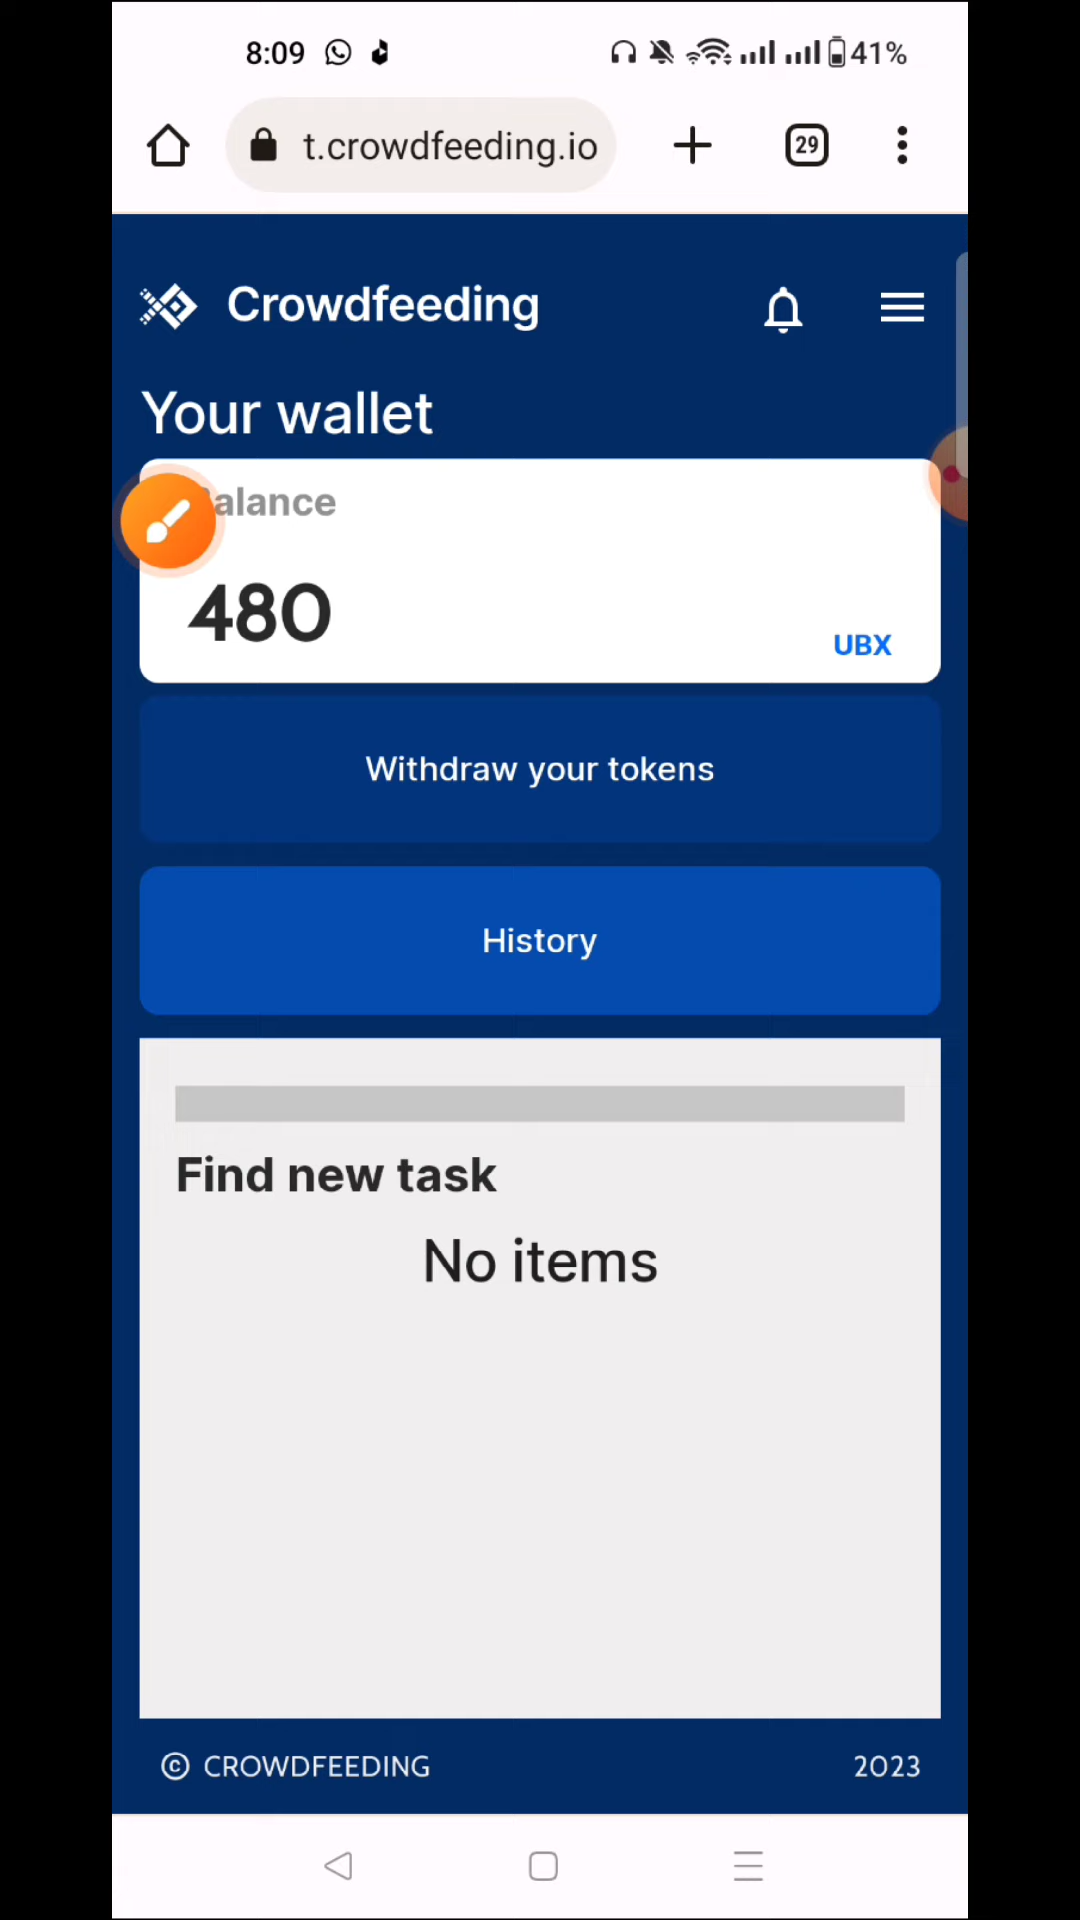 8:09 41%
t.crowdfeeding.io 29
Crowdfeeding
Your wallet
Balance
480
UBX
Withdraw your tokens
History
Find new task
No items
© CROWDFEEDING 2023